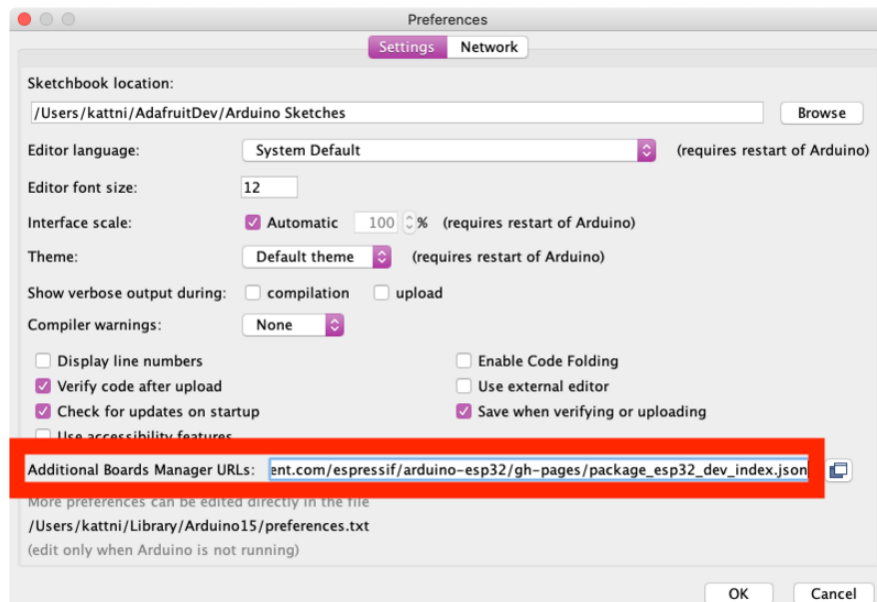 Preferences
Settings Network
Sketchbook location:
/Users/kattni/AdafruitDev/Arduino Sketches Browse
Editor language: System Default (requires restart of Arduino)
Editor font size: 12
Interface scale: Automatic 100 % (requires restart of Arduino)
Theme: Default theme (requires restart of Arduino)
Show verbose output during: compilation upload
Compiler warnings: None
Display line numbers Enable Code Folding
Verify code after upload Use external editor
Check for updates on startup Save when verifying or uploading
Use accessibility features
Additional Boards Manager URLs: ent.com/espressif/arduino-esp32/gh-pages/package_esp32_dev_index.json
More preferences can be edited directly in the file
/Users/kattni/Library/Arduino15/preferences.txt
(edit only when Arduino is not running)
OK Cancel